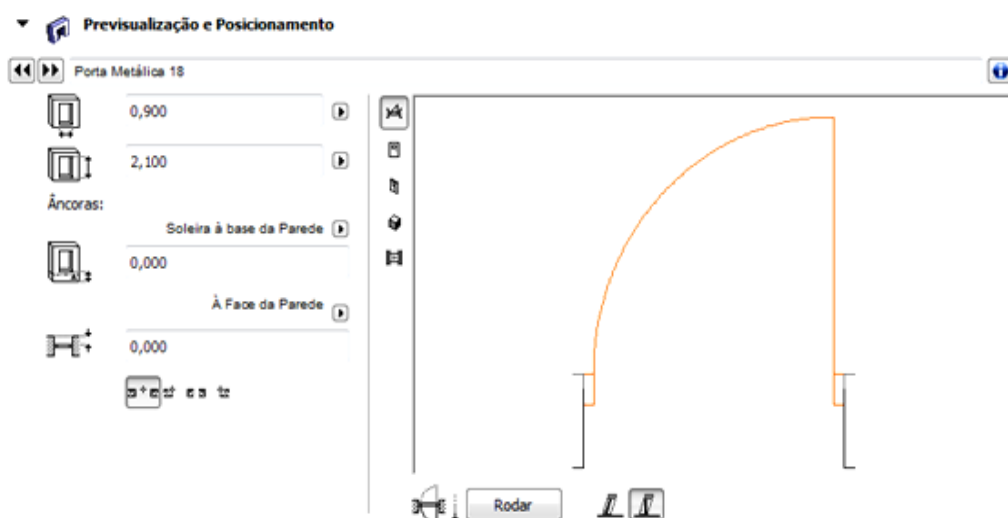 Previsualização e Posicionamento
Porta Metálica 18
0,900
2,100
Âncoras:
Soleira à base da Parede
0,000
À Face da Parede
0,000
Rodar